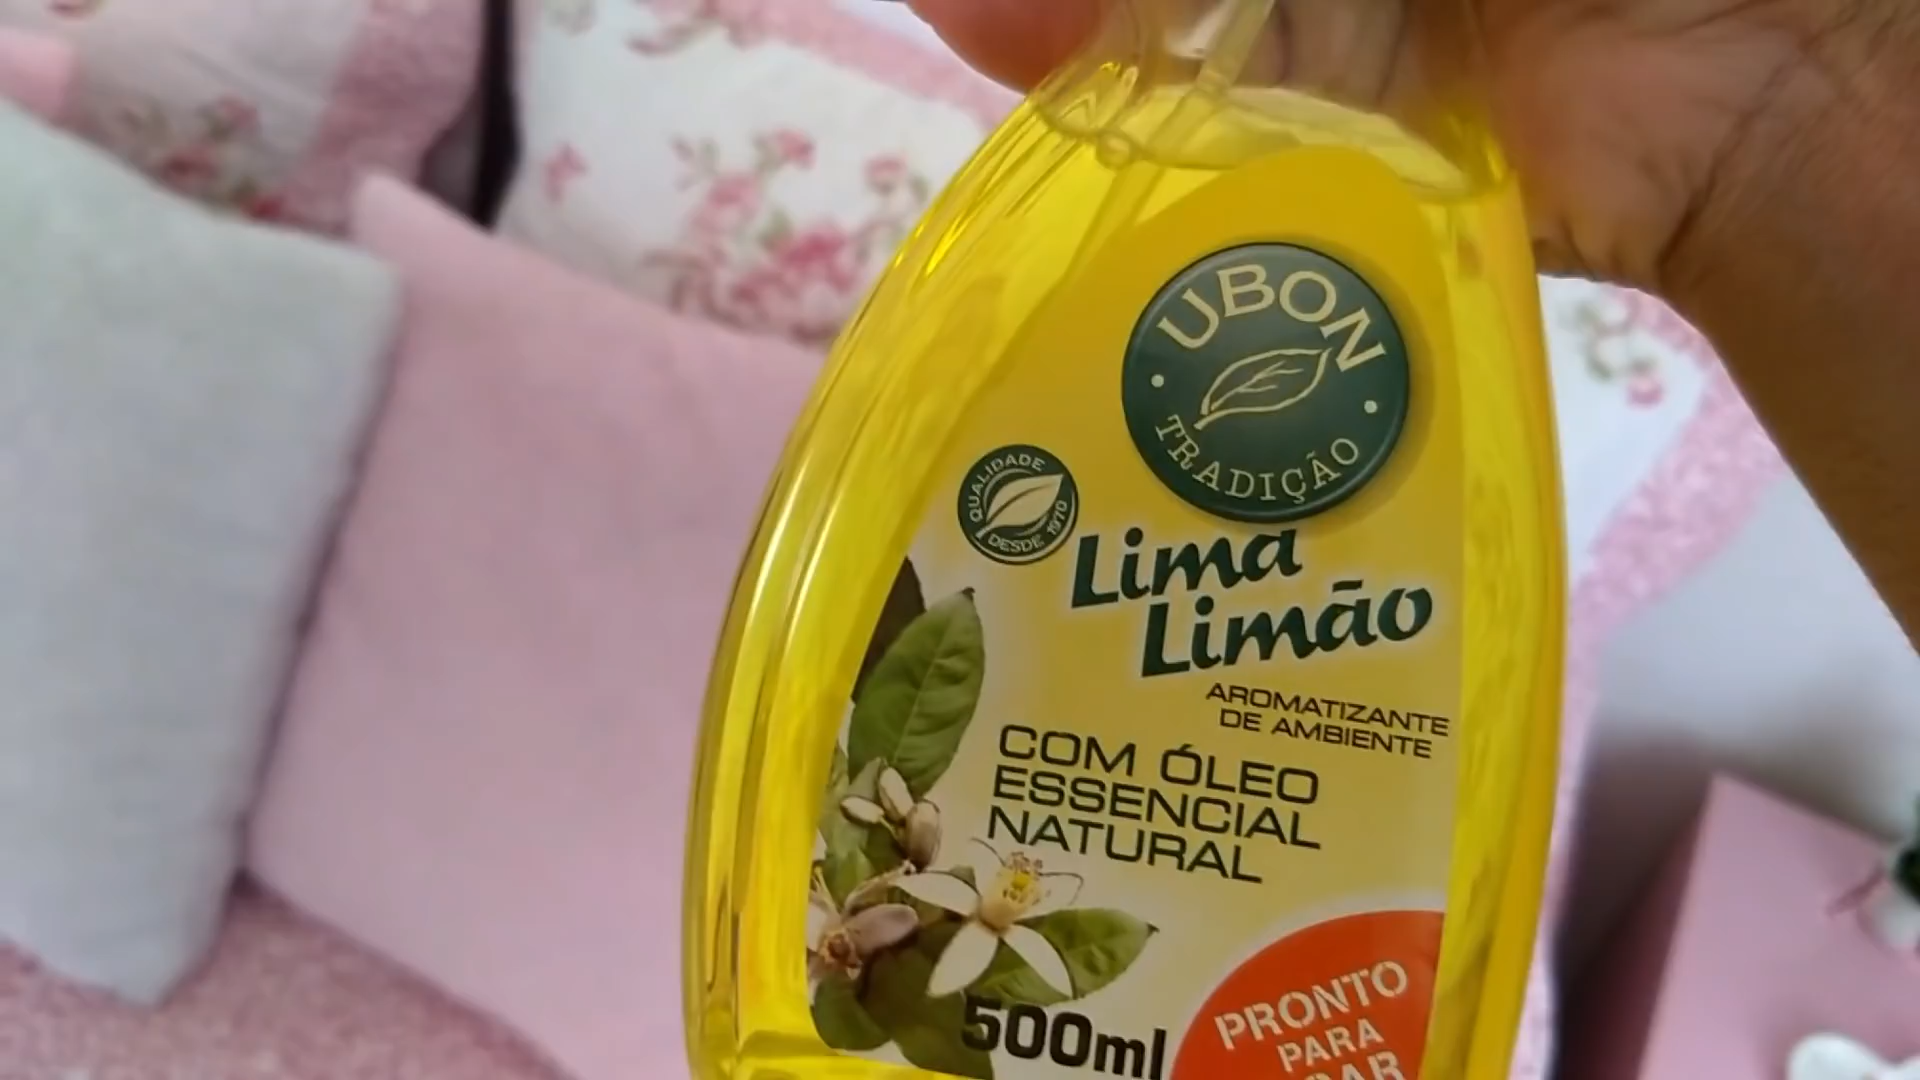 UBON
TRADIÇÃO
QUALIDADE
DESDE 1970
Lima
Limão
AROMATIZANTE
DE AMBIENTE
COM ÓLEO
ESSENCIAL
NATURAL
500ml
PRONTO
PARA